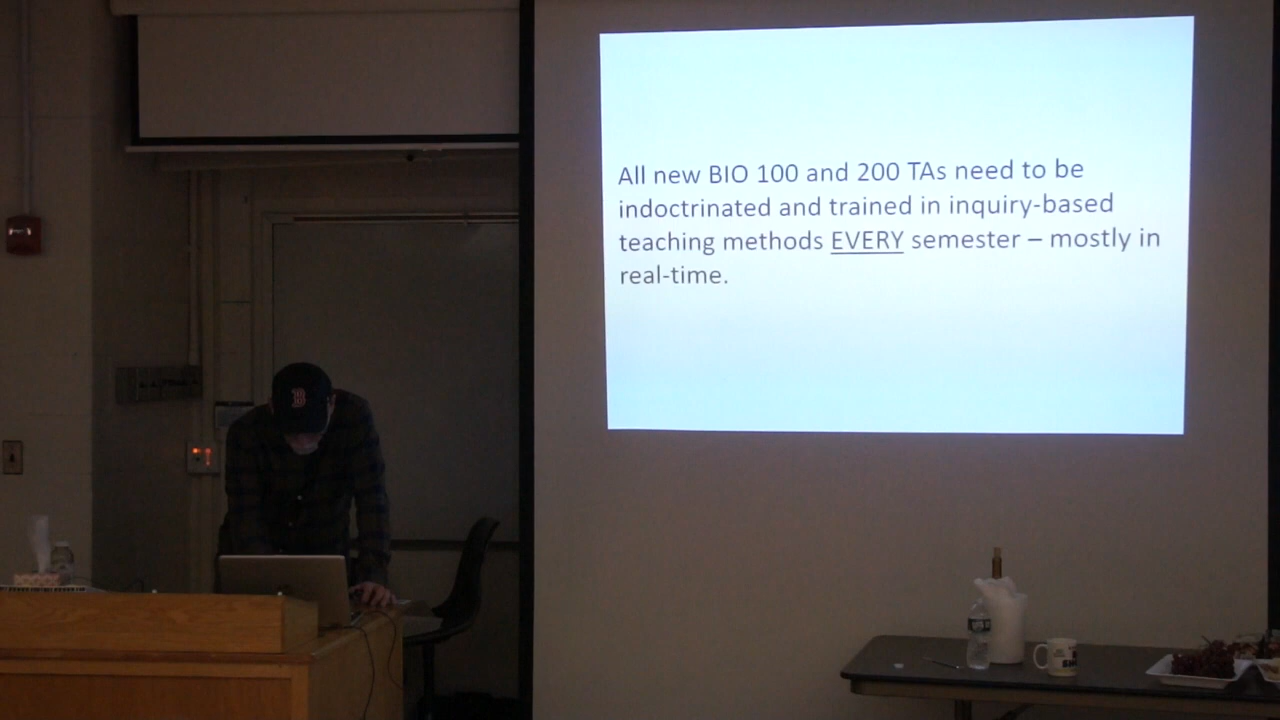 All new BIO 100 and 200 TAs need to be
indoctrinated and trained in inquiry-based
teaching methods EVERY semester – mostly in
real-time.
B